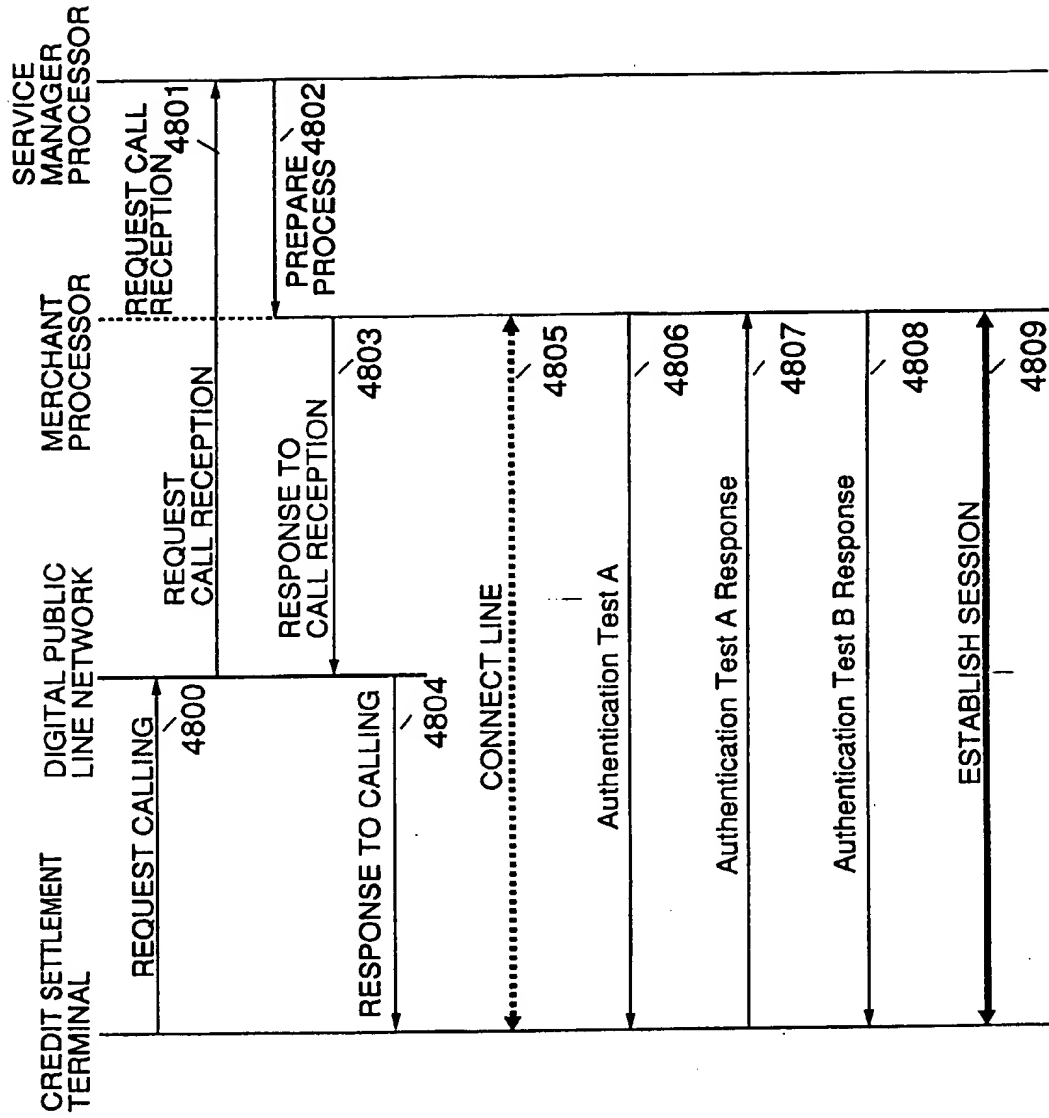 CREDIT SETTLEMENT
TERMINAL
DIGITAL PUBLIC
LINE NETWORK
MERCHANT
PROCESSOR
SERVICE
MANAGER
PROCESSOR
REQUEST CALLING
4800
REQUEST
CALL RECEPTION
REQUEST CALL
RECEPTION
4801
PREPARE
PROCESS
4802
RESPONSE TO
CALL RECEPTION
4803
RESPONSE TO CALLING
4804
CONNECT LINE
4805
Authentication Test A
4806
Authentication Test A Response
4807
Authentication Test B Response
4808
ESTABLISH SESSION
4809